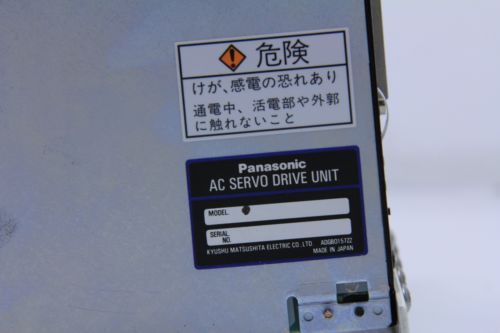 危険
けが、感電の恐れあり
通電中、活電部や外郭
に触れないこと
Panasonic
AC SERVO DRIVE UNIT
MODEL
SERIAL
NO.
KYUSHU MATSUSHITA ELECTRIC CO., LTD ADGB01572Z
MADE IN JAPAN